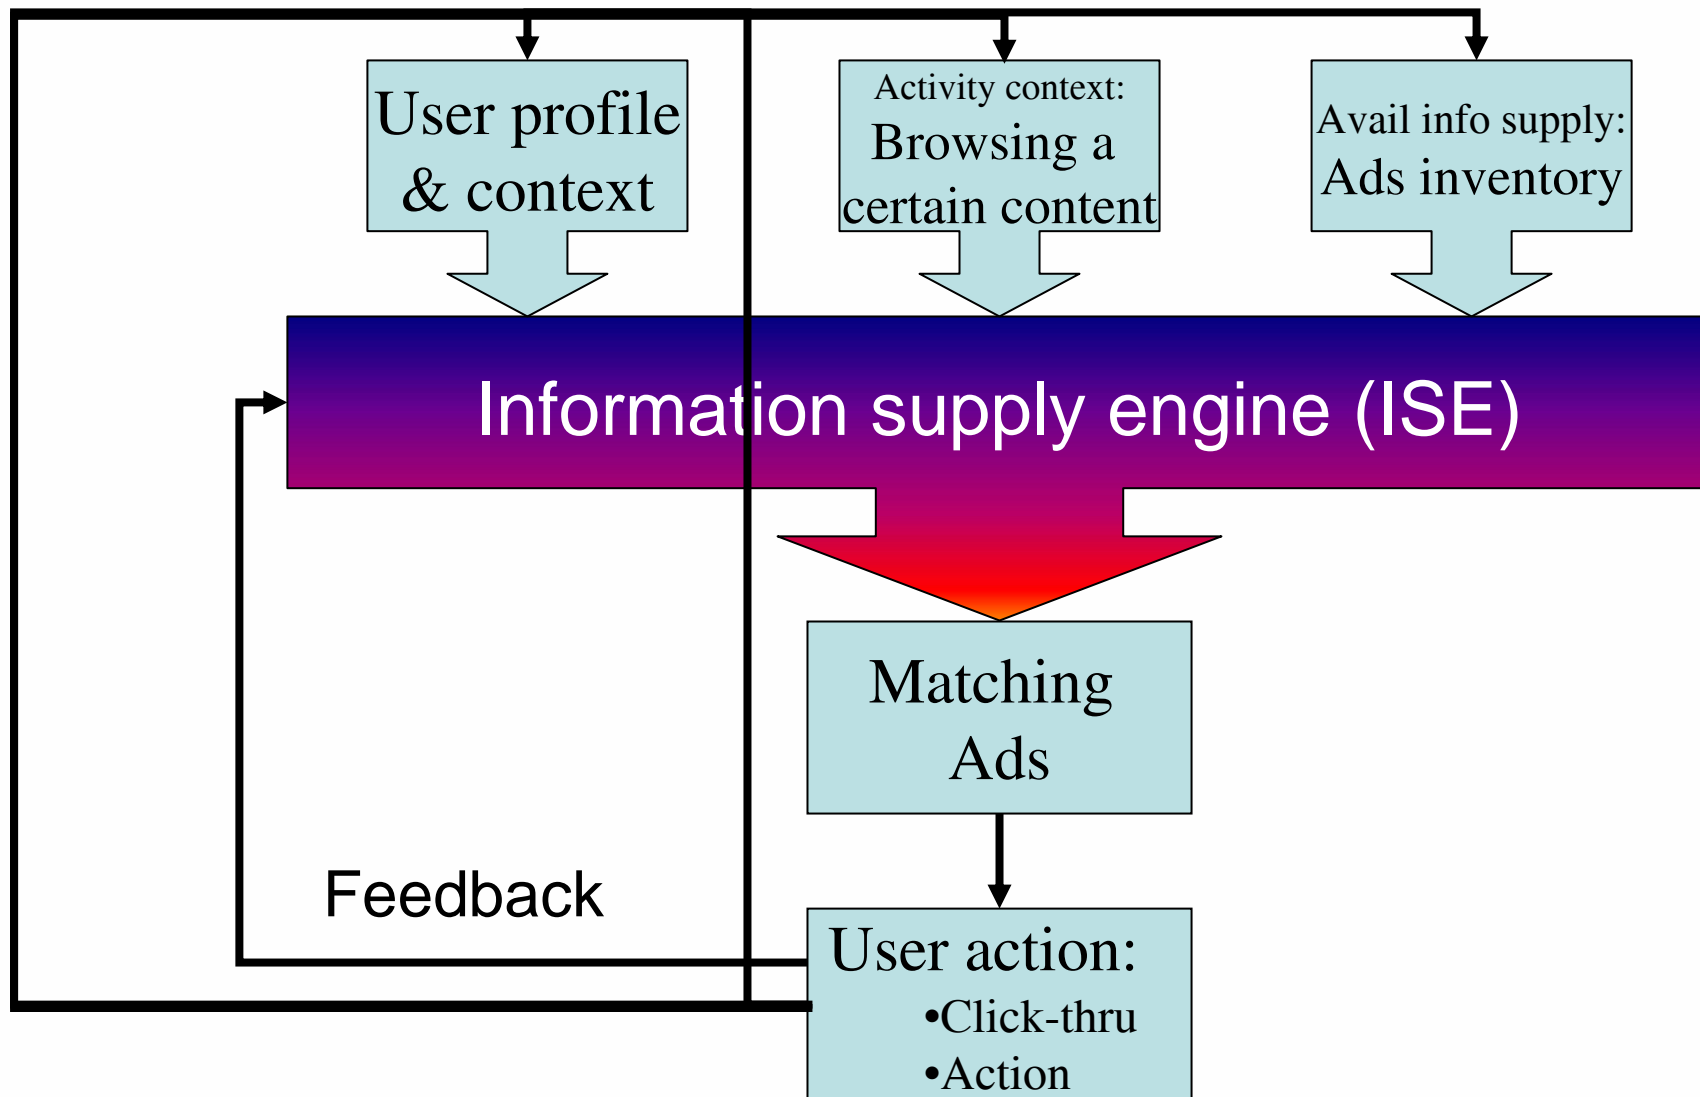 User profile
& context
Activity context:
Browsing a
certain content
Avail info supply:
Ads inventory
Information supply engine (ISE)
Matching
Ads
Feedback
User action:
•Click-thru
•Action